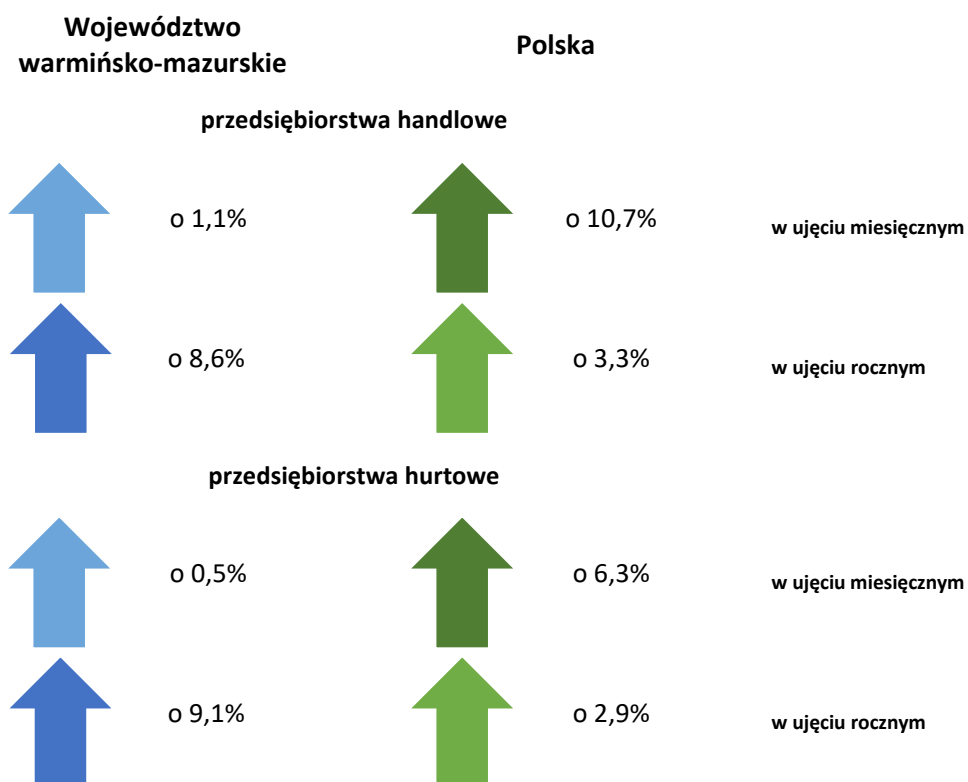 Województwo
warmińsko-mazurskie
Polska
przedsiębiorstwa handlowe
o 1,1%
o 10,7%
w ujęciu miesięcznym
o 8,6%
o 3,3%
w ujęciu rocznym
przedsiębiorstwa hurtowe
o 0,5%
o 6,3%
w ujęciu miesięcznym
o 9,1%
o 2,9%
w ujęciu rocznym